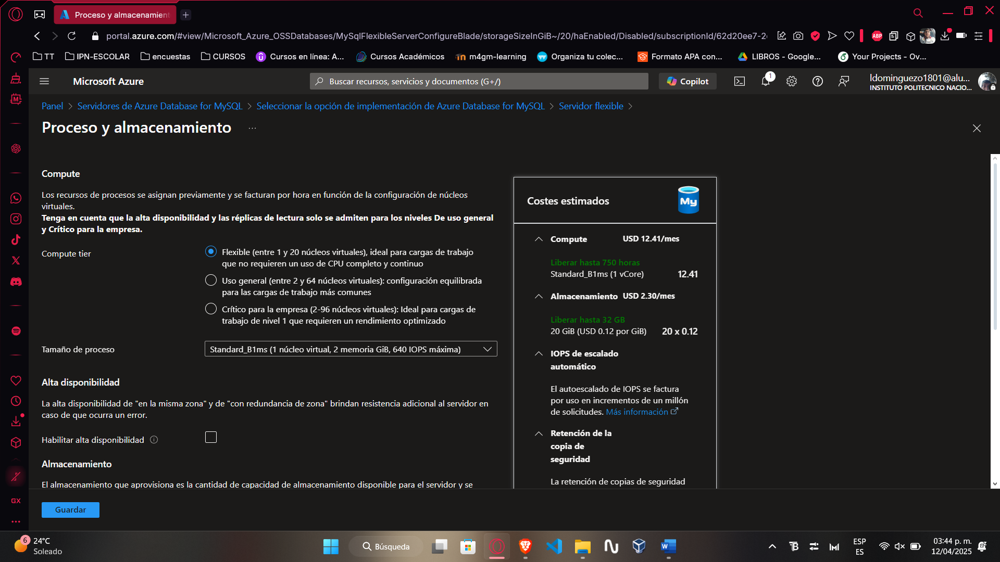 Proceso y almacenamient
portal.azure.com/#view/Microsoft_Azure_OSSDatabases/MySqlFlexibleServerConfigureBlade/storageSizeInGiB~/20/haEnabled/Disabled/subscriptionId/62d20ee7-2
ABP
TT
IPN-ESCOLAR
encuestas
CURSOS
Cursos en línea: A...
Cursos Académicos
m4gm-learning
Organiza tu colec...
Formato APA con...
LIBROS - Google...
Your Projects - Ov...
Microsoft Azure
Buscar recursos, servicios y documentos (G+/)
Copilot
1
ldominguezo1801@alu...
INSTITUTO POLITECNICO NACIO...
Panel > Servidores de Azure Database for MySQL > Seleccionar la opción de implementación de Azure Database for MySQL > Servidor flexible >
Proceso y almacenamiento ...
Compute
Los recursos de procesos se asignan previamente y se facturan por hora en función de la configuración de núcleos
virtuales.
Tenga en cuenta que la alta disponibilidad y las réplicas de lectura solo se admiten para los niveles De uso general
y Crítico para la empresa.
Compute tier
Flexible (entre 1 y 20 núcleos virtuales), ideal para cargas de trabajo
que no requieren un uso de CPU completo y continuo
Uso general (entre 2 y 64 núcleos virtuales): configuración equilibrada
para las cargas de trabajo más comunes
Crítico para la empresa (2-96 núcleos virtuales): Ideal para cargas de
trabajo de nivel 1 que requieren un rendimiento optimizado
Tamaño de proceso
Standard_B1ms (1 núcleo virtual, 2 memoria GiB, 640 IOPS máxima)
Alta disponibilidad
La alta disponibilidad de "en la misma zona" y de "con redundancia de zona" brindan resistencia adicional al servidor en
caso de que ocurra un error.
Habilitar alta disponibilidad
Almacenamiento
El almacenamiento que aprovisiona es la cantidad de capacidad de almacenamiento disponible para el servidor y se
Guardar
Costes estimados
My
Compute USD 12.41/mes
Liberar hasta 750 horas
Standard_B1ms (1 vCore) 12.41
Almacenamiento USD 2.30/mes
Liberar hasta 32 GB
20 GiB (USD 0.12 por GiB) 20 x 0.12
IOPS de escalado
automático
El autoescalado de IOPS se factura
por uso en incrementos de un millón
de solicitudes. Más información
Retención de la
copia de
seguridad
La retención de copias de seguridad
M
GX
6
24°C
Soleado
Búsqueda
W
ESP
ES
03:44 p. m.
12/04/2025